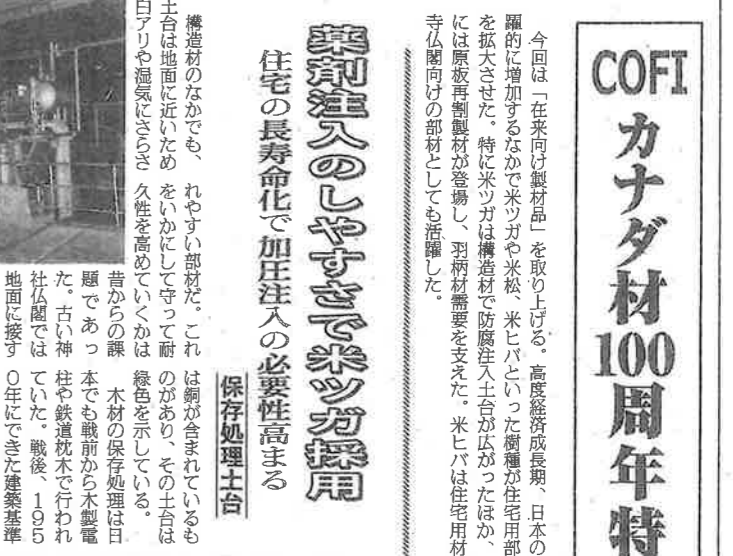 COFI カナダ材100周年特
今回は「在来向け製材品」を取り上げる。高度経済成長期、日本の
躍的に増加するなかで米ツガや米松、米ヒバといった樹種が住宅用部
を拡大させた。特に米ツガは構造材で防腐注入土台が広がったほか、
には原板再割製材が登場し、羽柄材需要を支えた。米ヒバは住宅用材
寺仏閣向けの部材としても活躍した。
薬剤注入のしやすさで米ツガ採用
住宅の長寿命化で加圧注入の必要性高まる
保存処理土台
構造材のなかでも、
土台は地面に近いため
白アリや湿気にさらさ
れやすい部材だ。これ
をいかにして守って耐
久性を高めていくかは
昔からの課
題であっ
た。古い神
社仏閣では
地面に接す
は銅が含まれているも
のがあり、その土台は
緑色を示している。
木材の保存処理は日
本でも戦前から木製電
柱や鉄道枕木で行われ
ていた。戦後、195
0年にできた建築基準